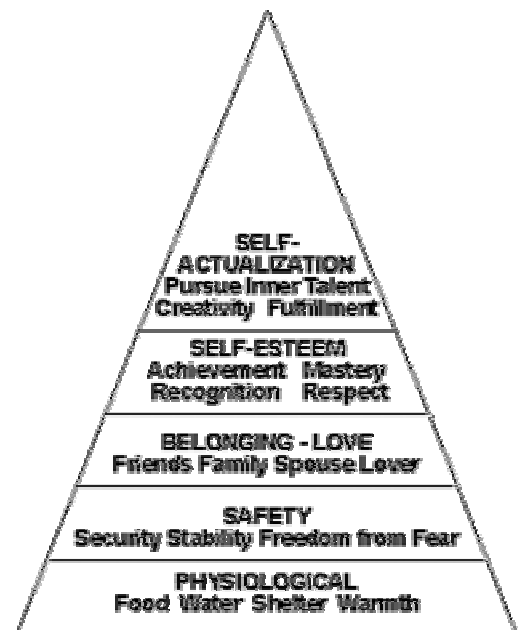 SELF-
ACTUALIZATION
Pursue Inner Talent
Creativity Fulfillment
SELF-ESTEEM
Achievement Mastery
Recognition Respect
BELONGING - LOVE
Friends Family Spouse Lover
SAFETY
Security Stability Freedom from Fear
PHYSIOLOGICAL
Food Water Shelter Warmth